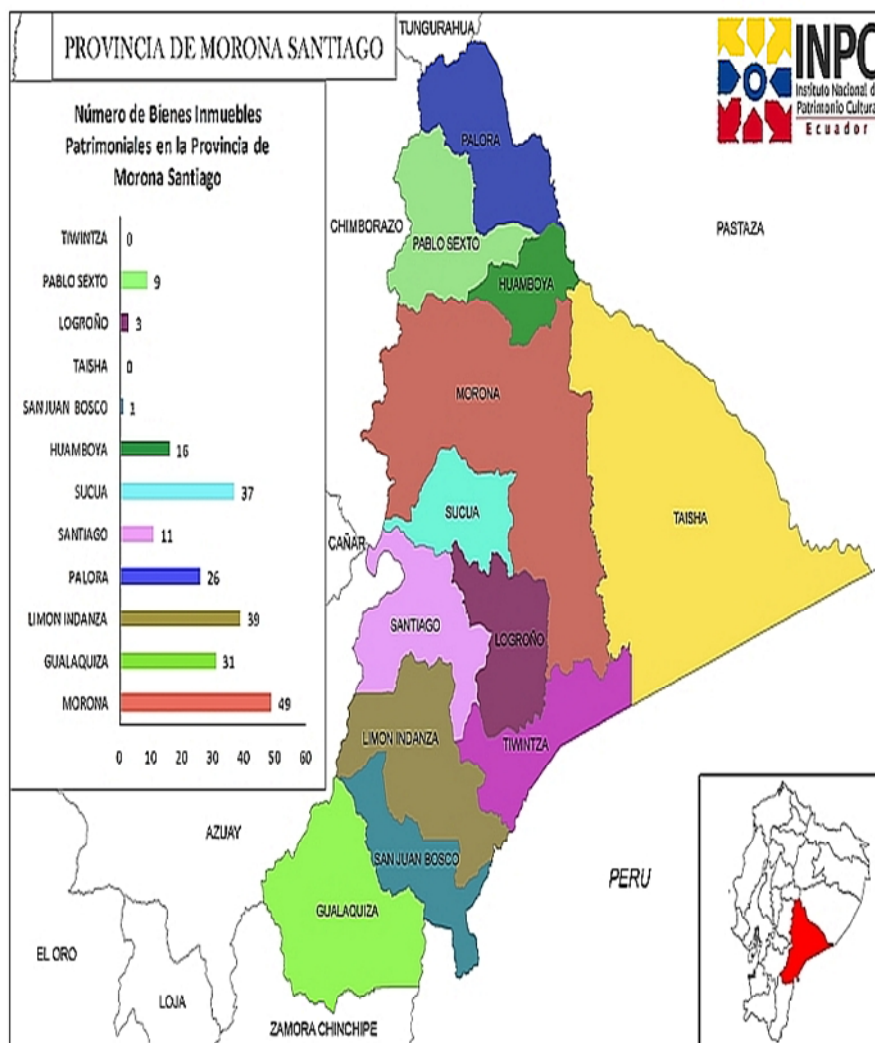 PROVINCIA DE MORONA SANTIAGO
INPC
Instituto Nacional de
Patrimonio Cultural
Ecuador
Número de Bienes Inmuebles
Patrimoniales en la Provincia de
Morona Santiago
TIWINTZA 0
PABLO SEXTO 9
LOGROÑO 3
TAISHA 0
SAN JUAN BOSCO 1
HUAMBOYA 16
SUCUA 37
SANTIAGO 11
PALORA 26
LIMON INDANZA 39
GUALAQUIZA 31
MORONA 49
0 10 20 30 40 50 60
TUNGURAHUA
PALORA
CHIMBORAZO
PASTAZA
PABLO SEXTO
HUAMBOYA
MORONA
SUCUA
TAISHA
CAÑAR
SANTIAGO
LOGROÑO
LIMON INDANZA
TIWINTZA
AZUAY
SAN JUAN BOSCO
PERU
GUALAQUIZA
EL ORO
LOJA
ZAMORA CHINCHIPE